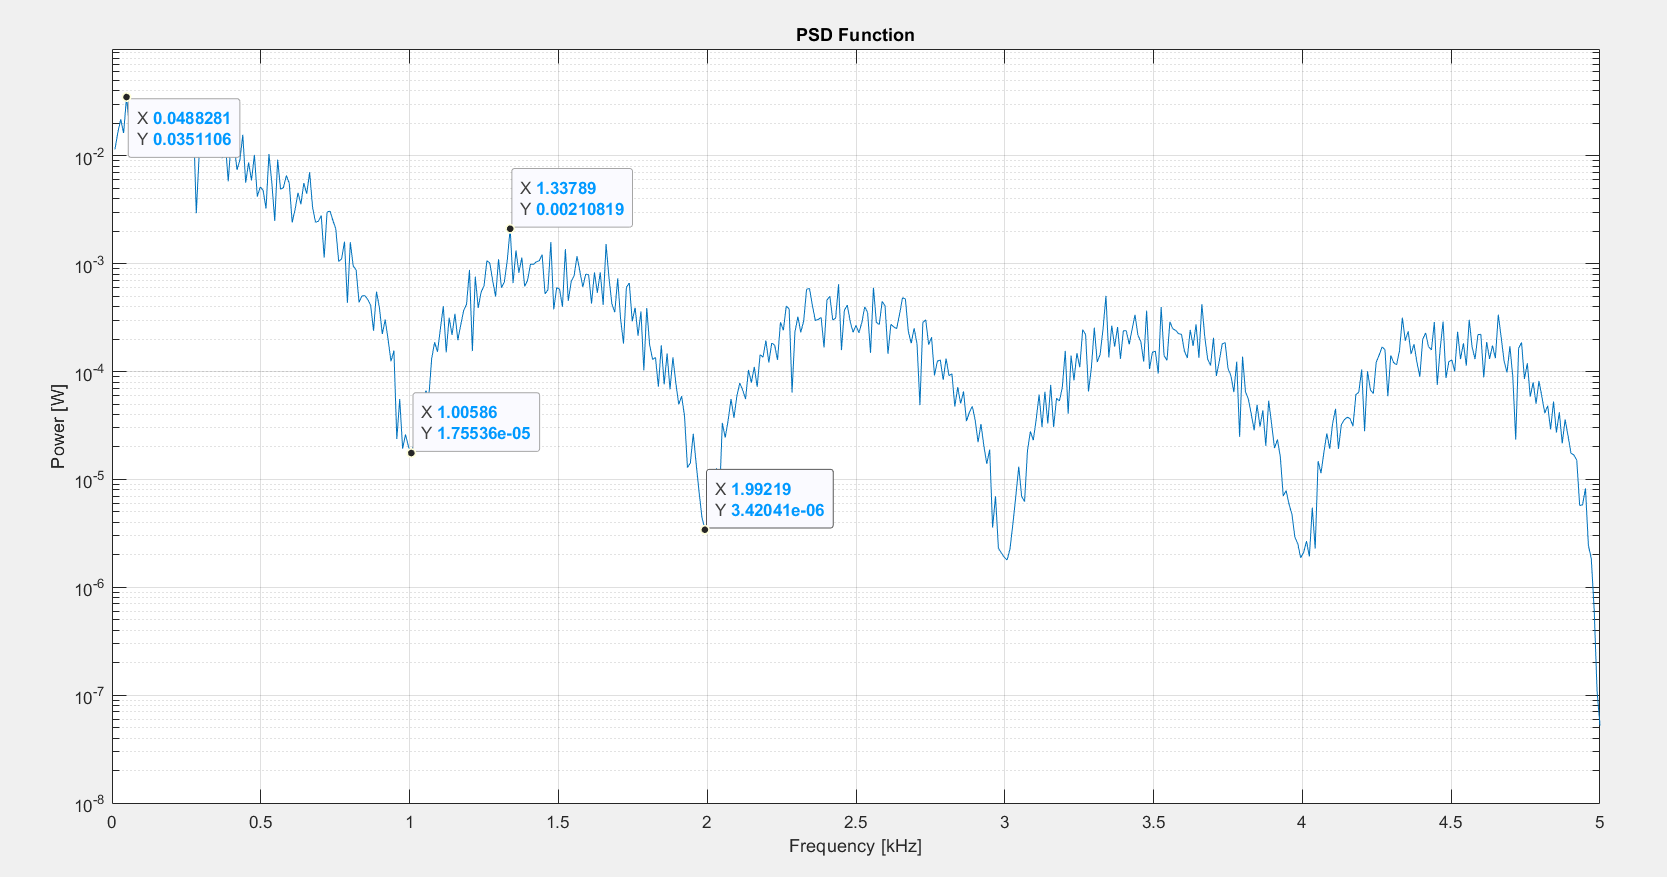 PSD Function
X 0.0488281
Y 0.0351106
X 1.33789
Y 0.00210819
X 1.00586
Y 1.75536e-05
X 1.99219
Y 3.42041e-06
Power [W]
10-2
10-3
10-4
10-5
10-6
10-7
10-8
0 0.5 1 1.5 2 2.5 3 3.5 4 4.5 5
Frequency [kHz]